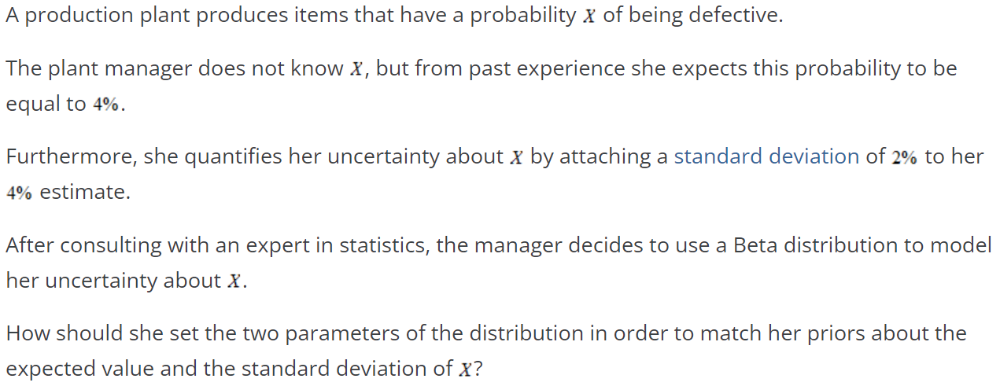 A production plant produces items that have a probability X of being defective.
The plant manager does not know X, but from past experience she expects this probability to be
equal to 4%.
Furthermore, she quantifies her uncertainty about X by attaching a standard deviation of 2% to her
4% estimate.
After consulting with an expert in statistics, the manager decides to use a Beta distribution to model
her uncertainty about X.
How should she set the two parameters of the distribution in order to match her priors about the
expected value and the standard deviation of X?